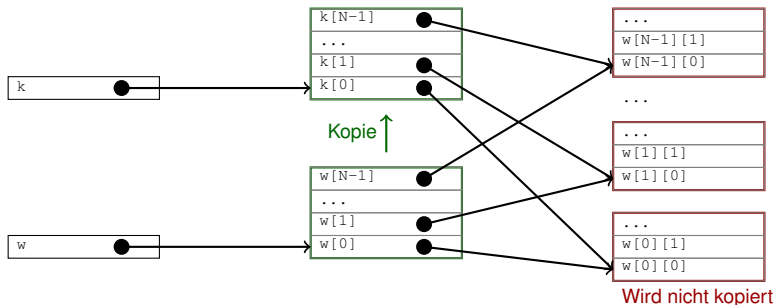 k
k[N-1]
...
k[1]
k[0]
Kopie
w
w[N-1]
...
w[1]
w[0]
...
w[N-1][1]
w[N-1][0]
...
...
w[1][1]
w[1][0]
...
w[0][1]
w[0][0]
Wird nicht kopiert